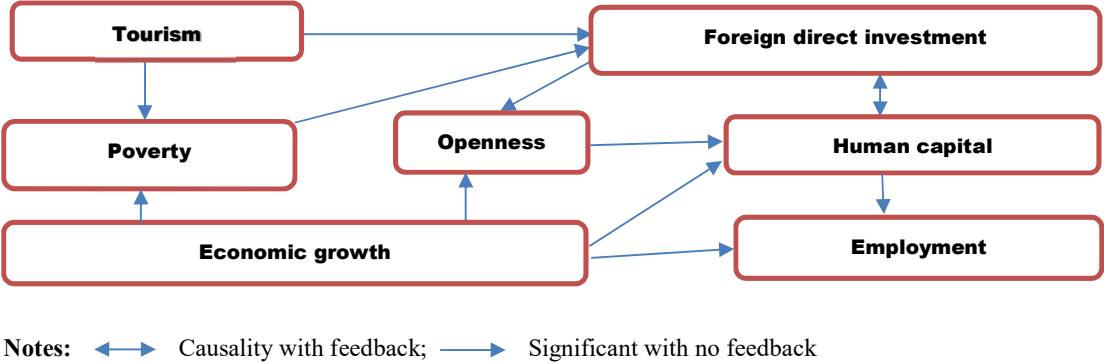 Tourism
Foreign direct investment
Poverty
Openness
Human capital
Economic growth
Employment
Notes: Causality with feedback; Significant with no feedback